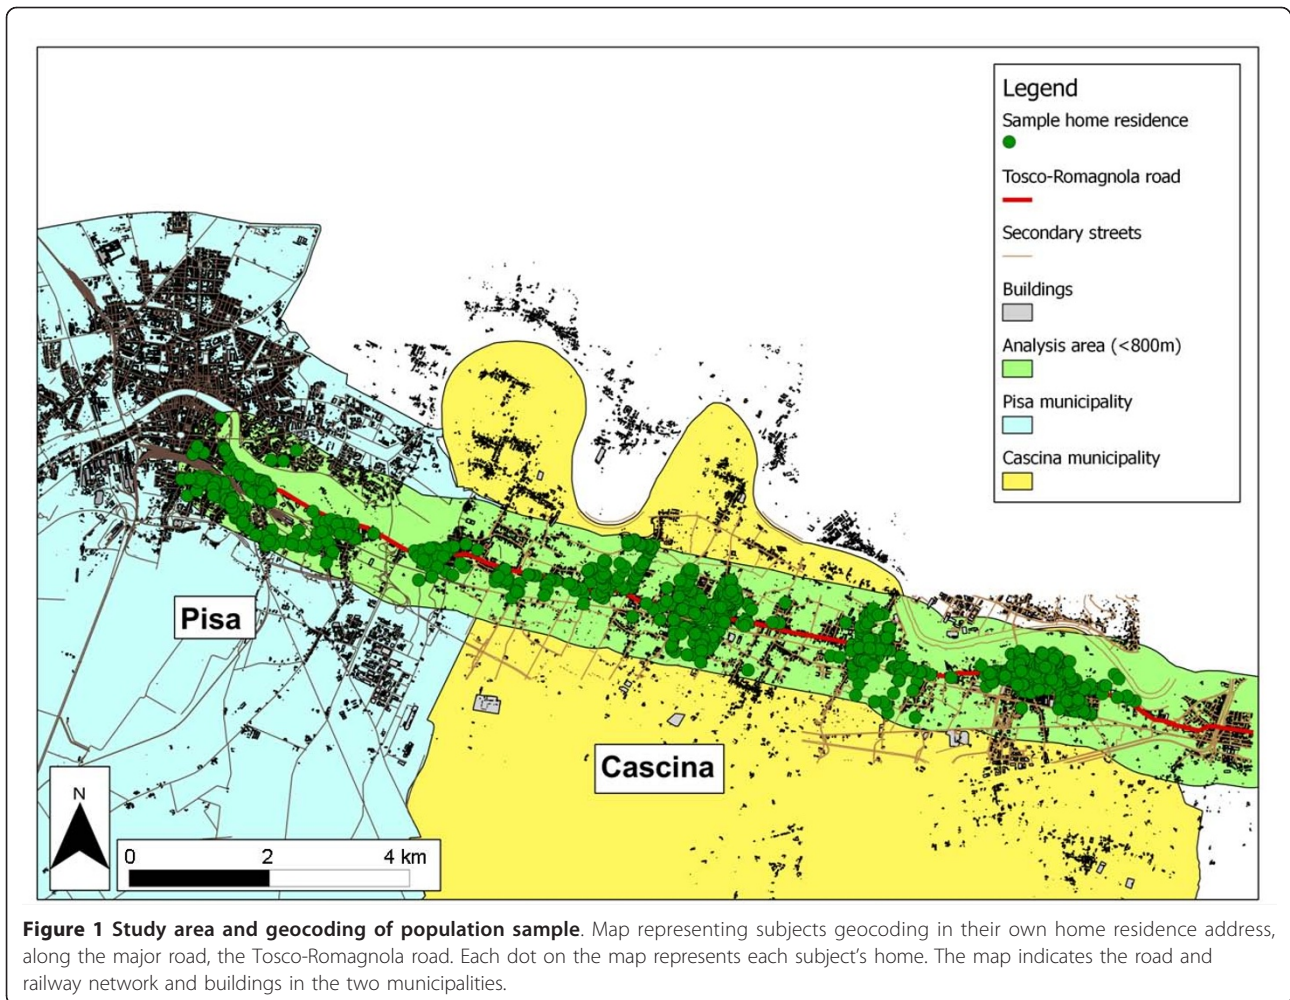 Legend
Sample home residence
Tosco-Romagnola road
Secondary streets
Buildings
Analysis area (<800m)
Pisa municipality
Cascina municipality
Pisa
Cascina
N
0 2 4 km
Figure 1 Study area and geocoding of population sample. Map representing subjects geocoding in their own home residence address,
along the major road, the Tosco-Romagnola road. Each dot on the map represents each subject's home. The map indicates the road and
railway network and buildings in the two municipalities.